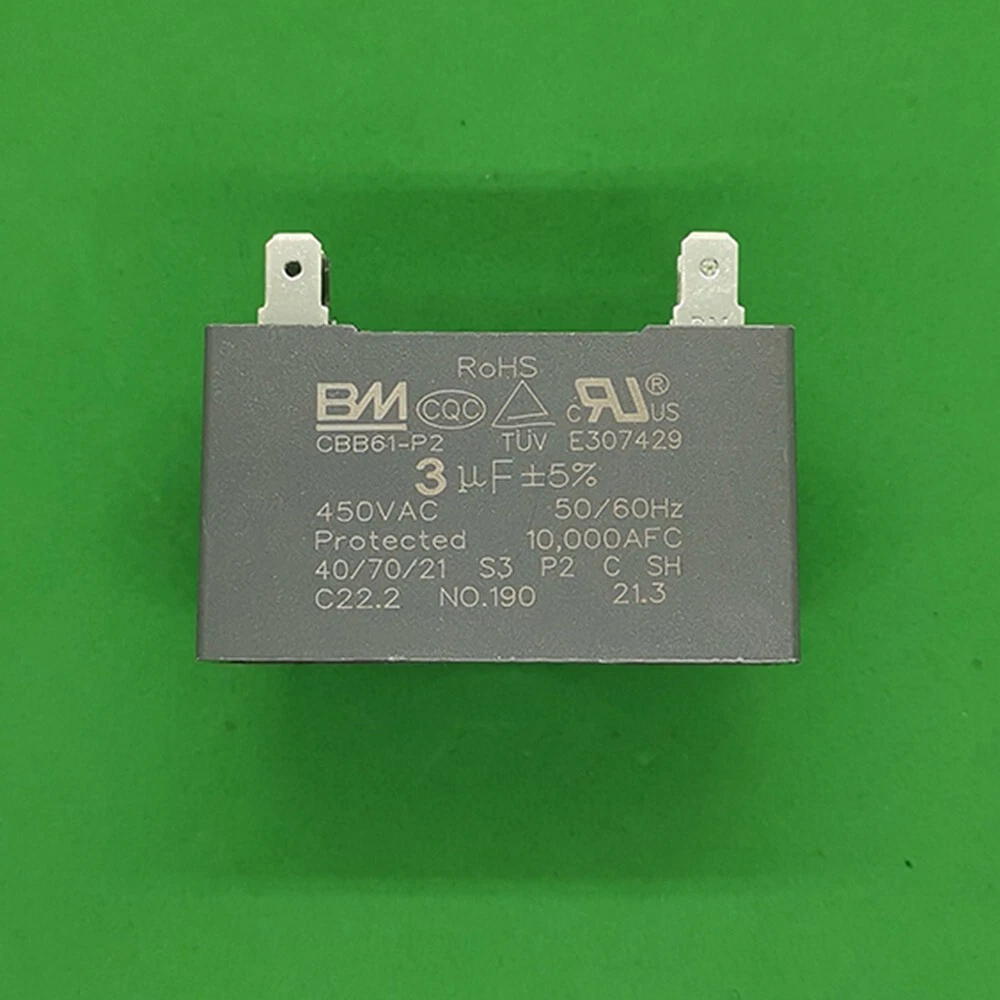 RoHS
BM CQC c RU ® US
CBB61-P2 TÜV E307429
3 µF±5%
450VAC 50/60Hz
Protected 10,000AFC
40/70/21 S3 P2 C SH
C22.2 NO.190 21.3